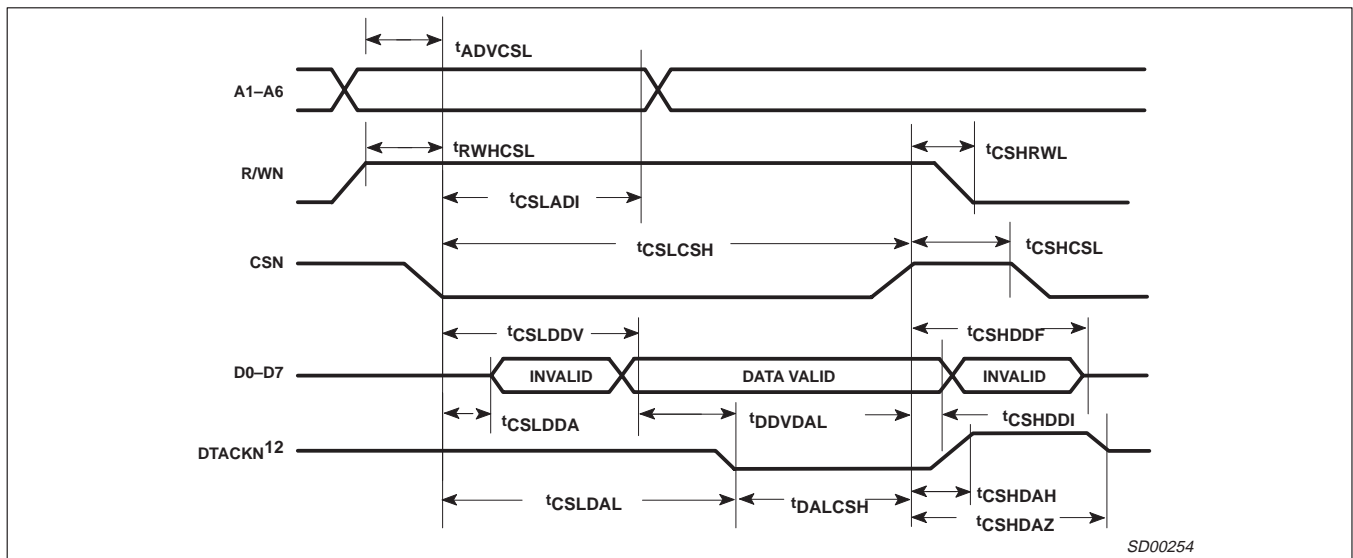 tADVCSL
A1–A6
tRWHCSL
tCSHRWL
R/WN
tCSLADI
tCSLCSH
tCSHCSL
CSN
tCSLDDV
tCSHDDF
D0–D7
INVALID
DATA VALID
INVALID
tCSLDDA
tDDVDAL
tCSHDDI
DTACKN12
tCSLDAL
tDALCSH
tCSHDAH
tCSHDAZ
SD00254